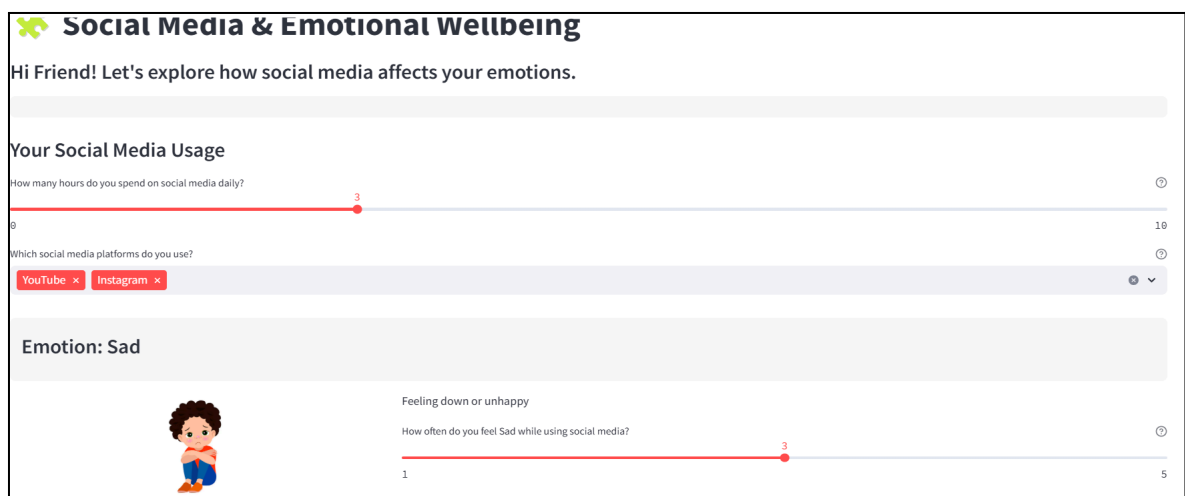 Social Media & Emotional Wellbeing
Hi Friend! Let's explore how social media affects your emotions.
Your Social Media Usage
How many hours do you spend on social media daily?
3
0 10
Which social media platforms do you use?
YouTube × Instagram ×
Emotion: Sad
Feeling down or unhappy
How often do you feel Sad while using social media?
3
1 5